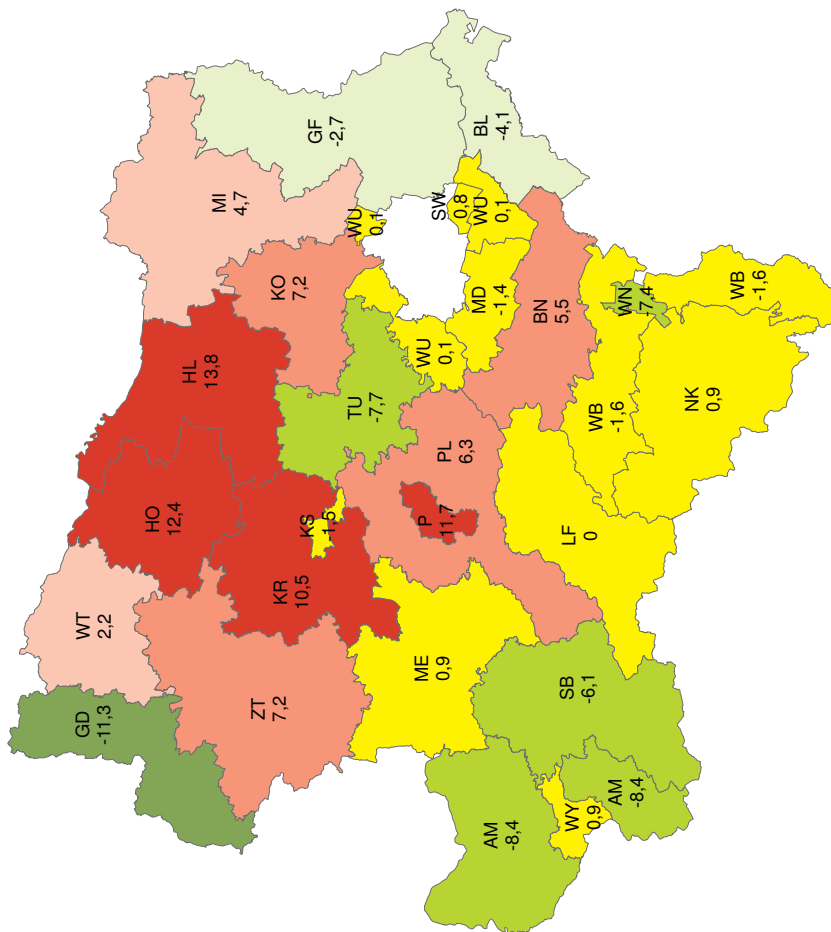 GD
-11,3
WT
2,2
HO
12,4
HL
13,8
MI
4,7
ZT
7,2
KR
10,5
KO
7,2
KS
-1,5
GF
-2,7
TU
-7,7
WU
0,1
ME
0,9
P
11,7
WU
0,1
PL
6,3
SW
0,8
AM
-8,4
MD
-1,4
WU
0,1
BL
-4,1
BN
5,5
SB
-6,1
LF
0
WY
0,9
WB
-1,6
AM
-8,4
WN
-7,4
NK
0,9
WB
-1,6